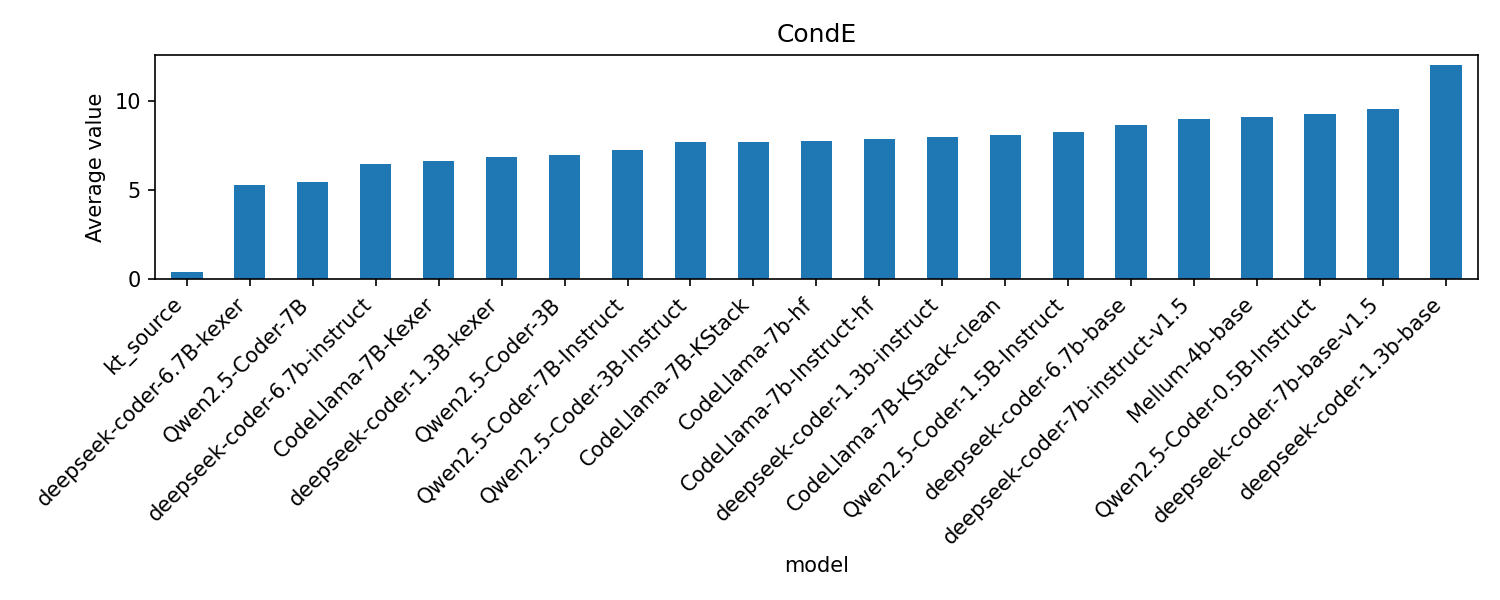 CondE
Average value
10
5
0
kt_source
deepseek-coder-6.7B-kexer
Qwen2.5-Coder-7B
deepseek-coder-6.7b-instruct
CodeLlama-7B-Kexer
deepseek-coder-1.3B-kexer
Qwen2.5-Coder-3B
Qwen2.5-Coder-7B-Instruct
Qwen2.5-Coder-3B-Instruct
CodeLlama-7B-KStack
CodeLlama-7b-hf
CodeLlama-7b-Instruct-hf
deepseek-coder-1.3b-instruct
CodeLlama-7B-KStack-clean
Qwen2.5-Coder-1.5B-Instruct
deepseek-coder-6.7b-base
deepseek-coder-7b-instruct-v1.5
Mellum-4b-base
Qwen2.5-Coder-0.5B-Instruct
deepseek-coder-7b-base-v1.5
deepseek-coder-1.3b-base
model